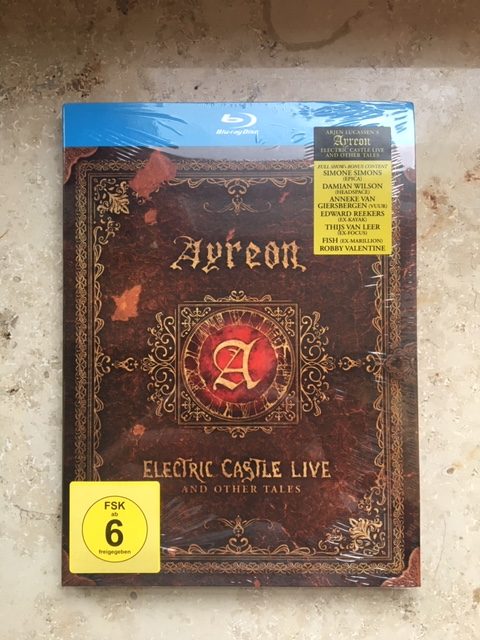 Blu-ray Disc
ARJEN LUCASSEN'S
Ayreon
ELECTRIC CASTLE LIVE
AND OTHER TALES
FULL SHOW + BONUS CONTENT
SIMONE SIMONS
(EPICA)
DAMIAN WILSON
(HEADSPACE)
ANNEKE VAN
GIERSBERGEN (VUUR)
EDWARD REEKERS
(EX-KAYAK)
THIJS VAN LEER
(EX-FOCUS)
FISH (EX-MARILLION)
ROBBY VALENTINE
Ayreon
A
ELECTRIC CASTLE LIVE
AND OTHER TALES
FSK
ab
6
freigegeben